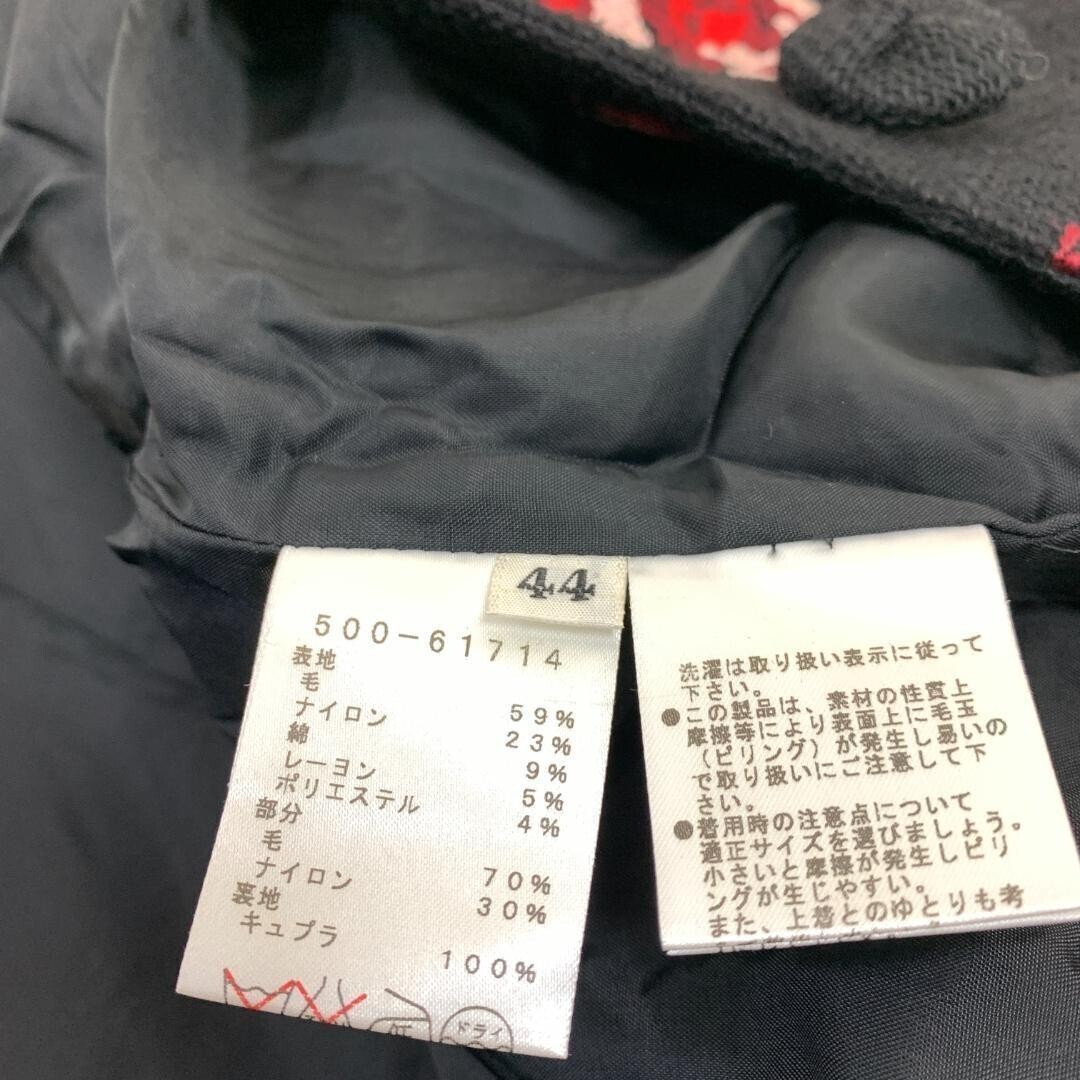 44
500-61714
表地
毛 59%
ナイロン 23%
綿 9%
レーヨン 5%
ポリエステル 4%
部分
毛 70%
ナイロン 30%
裏地
キュプラ 100%
ドライ
洗濯は取り扱い表示に従って
下さい。
●この製品は、素材の性質上
摩擦等により表面上に毛玉
(ピリング)が発生し易いの
で取り扱いにご注意して下
さい。
●着用時の注意点について
適正サイズを選びましょう。
小さいと摩擦が発生しピリ
ングが生じやすい。
また、上着とのゆとりも考